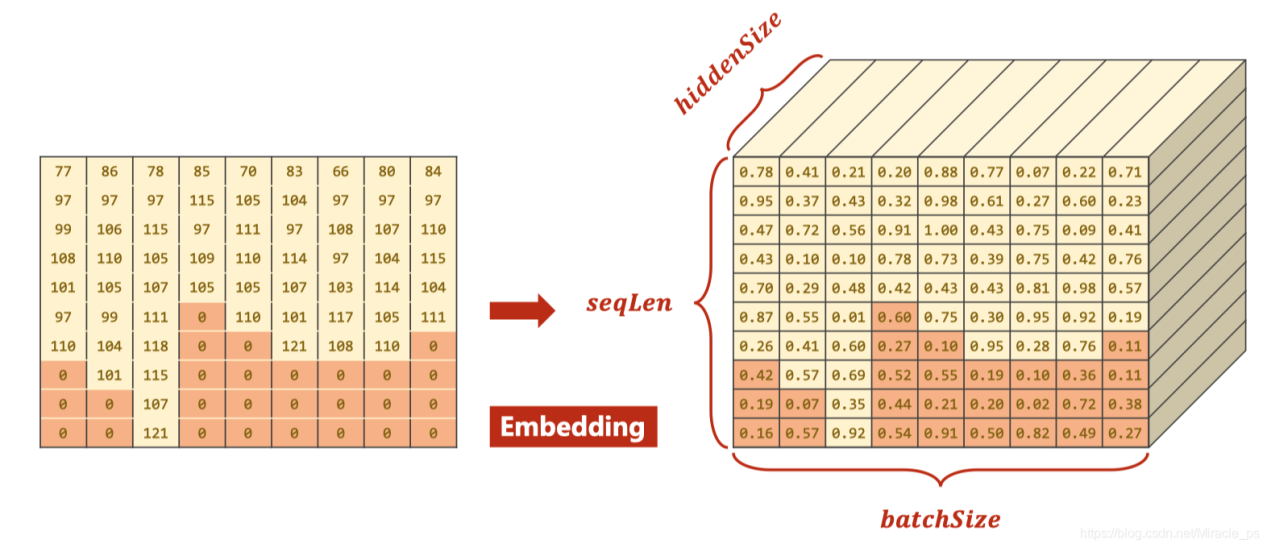 hiddenSize
77 86 78 85 70 83 66 80 84
97 97 97 115 105 104 97 97 97
99 106 115 97 111 97 108 107 110
108 110 105 109 110 114 97 104 115
101 105 107 105 105 107 103 114 104
97 99 111 0 110 101 117 105 111
110 104 118 0 0 121 108 110 0
0 101 115 0 0 0 0 0 0
0 0 107 0 0 0 0 0 0
0 0 121 0 0 0 0 0 0
Embedding
seqLen
0.78 0.41 0.21 0.20 0.88 0.77 0.07 0.22 0.71
0.95 0.37 0.43 0.32 0.98 0.61 0.27 0.60 0.23
0.47 0.72 0.56 0.91 1.00 0.43 0.75 0.09 0.41
0.43 0.10 0.10 0.78 0.73 0.39 0.75 0.42 0.76
0.70 0.29 0.48 0.42 0.43 0.43 0.81 0.98 0.57
0.87 0.55 0.01 0.60 0.75 0.30 0.95 0.92 0.19
0.26 0.41 0.60 0.27 0.10 0.95 0.28 0.76 0.11
0.42 0.57 0.69 0.52 0.55 0.19 0.10 0.36 0.11
0.19 0.07 0.35 0.44 0.21 0.20 0.02 0.72 0.38
0.16 0.57 0.92 0.54 0.91 0.50 0.82 0.49 0.27
batchSize
https://blog.csdn.net/Miracle_ps